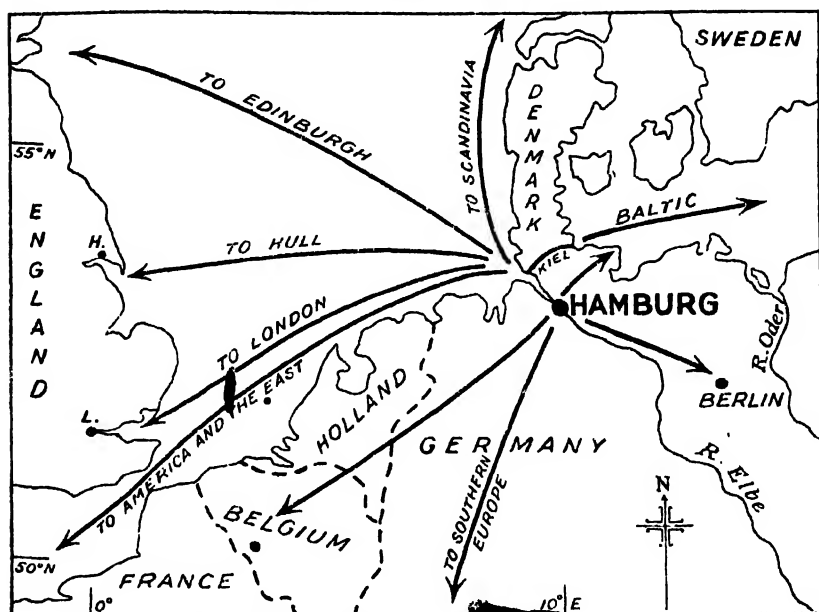 SWEDEN
DENMARK
TO EDINBURGH
TO SCANDINAVIA
55°N
BALTIC
ENGLAND
H.
TO HULL
KIEL
HAMBURG
R. Oder
TO LONDON
TO AMERICA AND THE EAST
HOLLAND
BERLIN
L.
GERMANY
R. Elbe
N
TO SOUTHERN
EUROPE
BELGIUM
50°N
FRANCE
0°
10° E